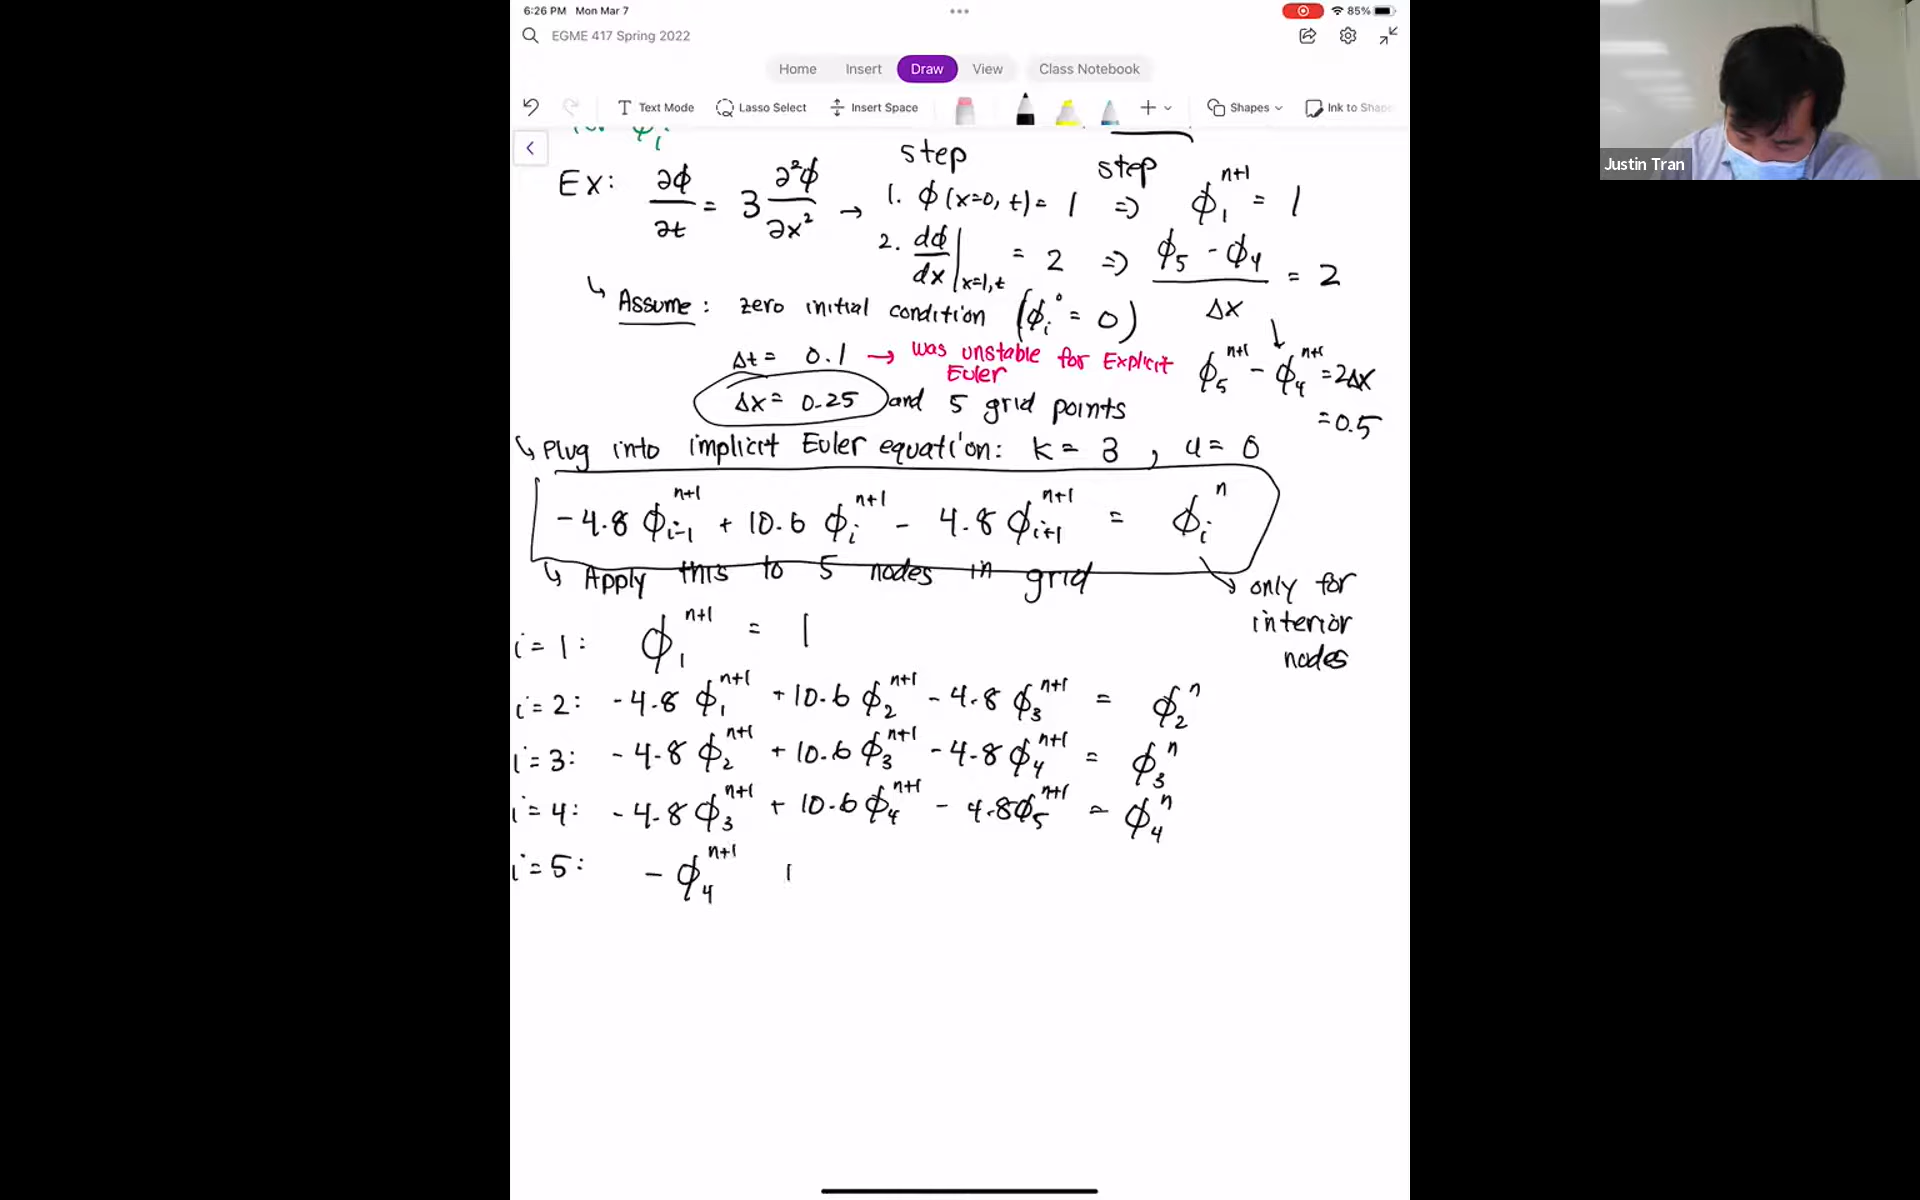 6:26 PM Mon Mar 7
85%
EGME 417 Spring 2022
Home Insert Draw View Class Notebook
Text Mode Lasso Select Insert Space Shapes Ink to Shape
Justin Tran
for ϕᵢ
step step
Ex: ∂ϕ/∂t = 3 ∂²ϕ/∂x² → 1. ϕ(x=0, t) = 1 ⇒ ϕ₁ⁿ⁺¹ = 1
2. dϕ/dx |x=1,t = 2 ⇒ (ϕ₅ - ϕ₄)/Δx = 2
↳ Assume: zero initial condition (ϕᵢ⁰ = 0)
Δt = 0.1 → was unstable for Explicit Euler
ϕ₅ⁿ⁺¹ - ϕ₄ⁿ⁺¹ = 2Δx
Δx = 0.25 and 5 grid points
= 0.5
↳ Plug into implicit Euler equation: k = 3, u = 0
-4.8 ϕᵢ₋₁ⁿ⁺¹ + 10.6 ϕᵢⁿ⁺¹ - 4.8 ϕᵢ₊₁ⁿ⁺¹ = ϕᵢⁿ
↳ Apply this to 5 nodes in grid
↘ only for
interior
nodes
i = 1: ϕ₁ⁿ⁺¹ = 1
i = 2: -4.8 ϕ₁ⁿ⁺¹ + 10.6 ϕ₂ⁿ⁺¹ - 4.8 ϕ₃ⁿ⁺¹ = ϕ₂ⁿ
i = 3: -4.8 ϕ₂ⁿ⁺¹ + 10.6 ϕ₃ⁿ⁺¹ - 4.8 ϕ₄ⁿ⁺¹ = ϕ₃ⁿ
i = 4: -4.8 ϕ₃ⁿ⁺¹ + 10.6 ϕ₄ⁿ⁺¹ - 4.8 ϕ₅ⁿ⁺¹ = ϕ₄ⁿ
i = 5: - ϕ₄ⁿ⁺¹